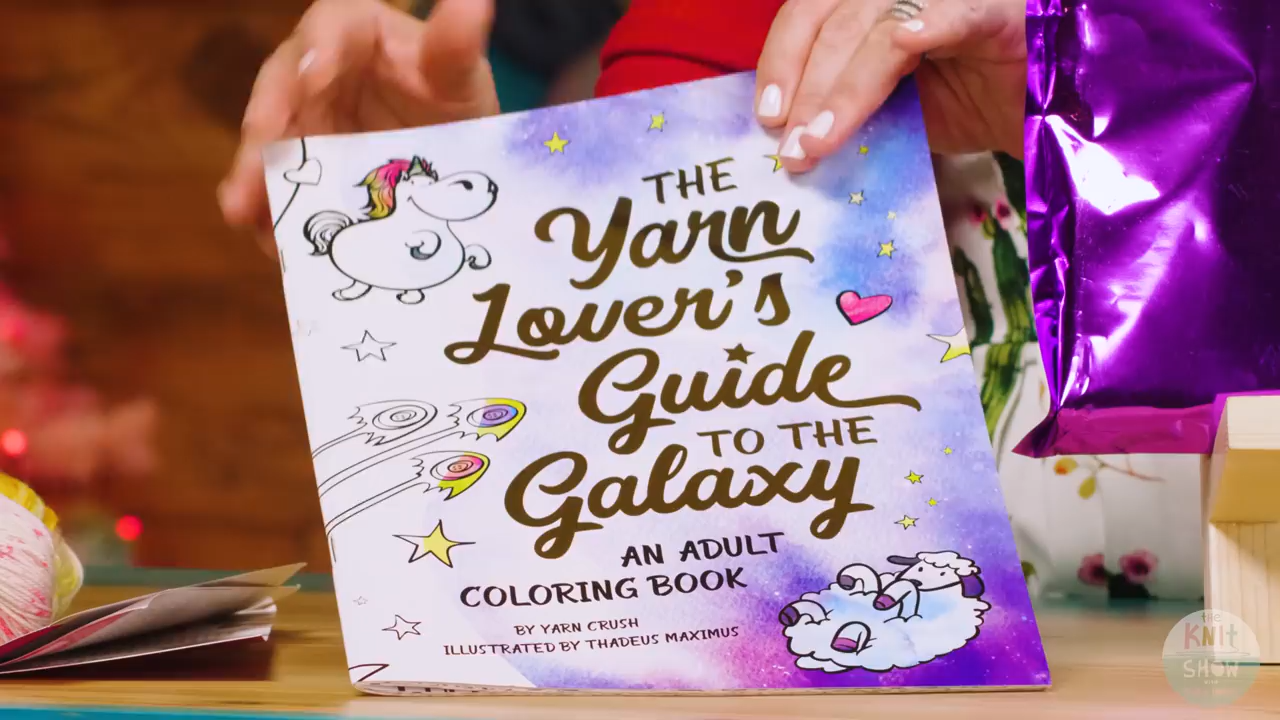 THE
Yarn
Lover's
Guide
TO THE
Galaxy
AN ADULT
COLORING BOOK
BY YARN CRUSH
ILLUSTRATED BY THADEUS MAXIMUS
the
KNIT
SHOW
WITH